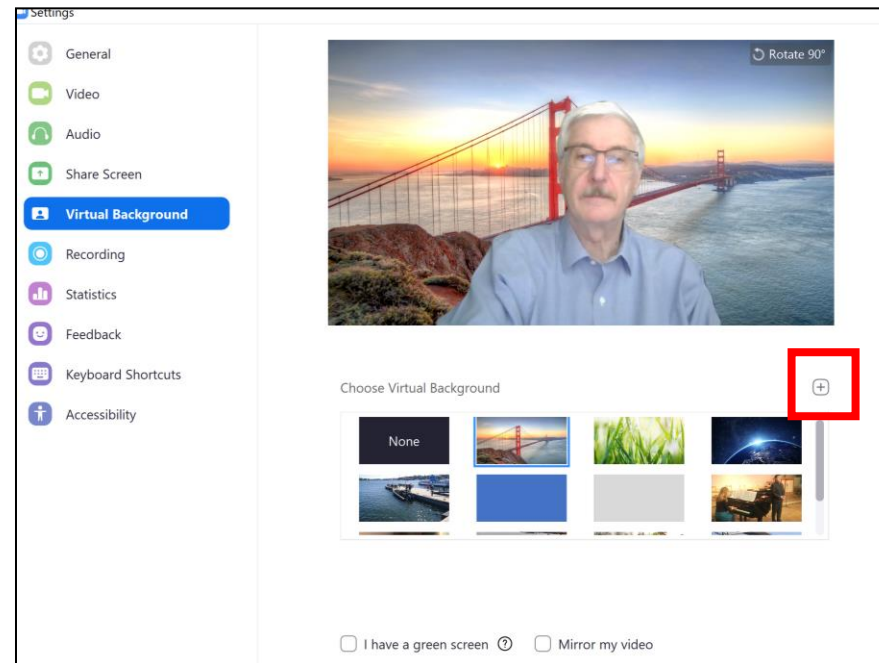 Settings
General
Video
Audio
Share Screen
Virtual Background
Recording
Statistics
Feedback
Keyboard Shortcuts
Accessibility
Rotate 90°
Choose Virtual Background
None
I have a green screen
Mirror my video